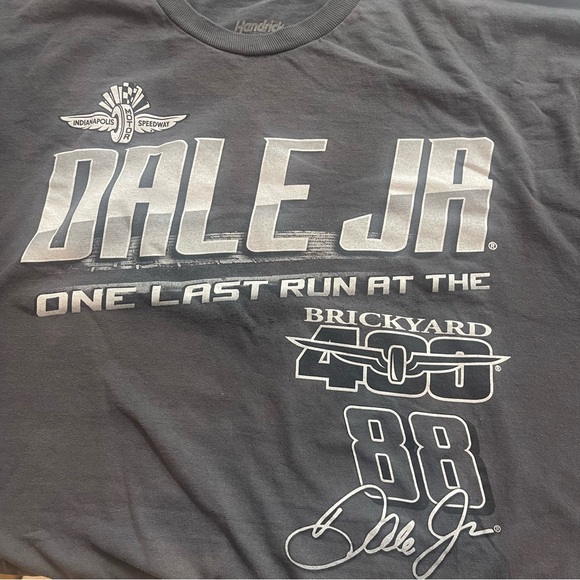 Hendrick
INDIANAPOLIS MOTOR SPEEDWAY
DALE JR®
ONE LAST RUN AT THE
BRICKYARD
400®
88
Dale Jr®